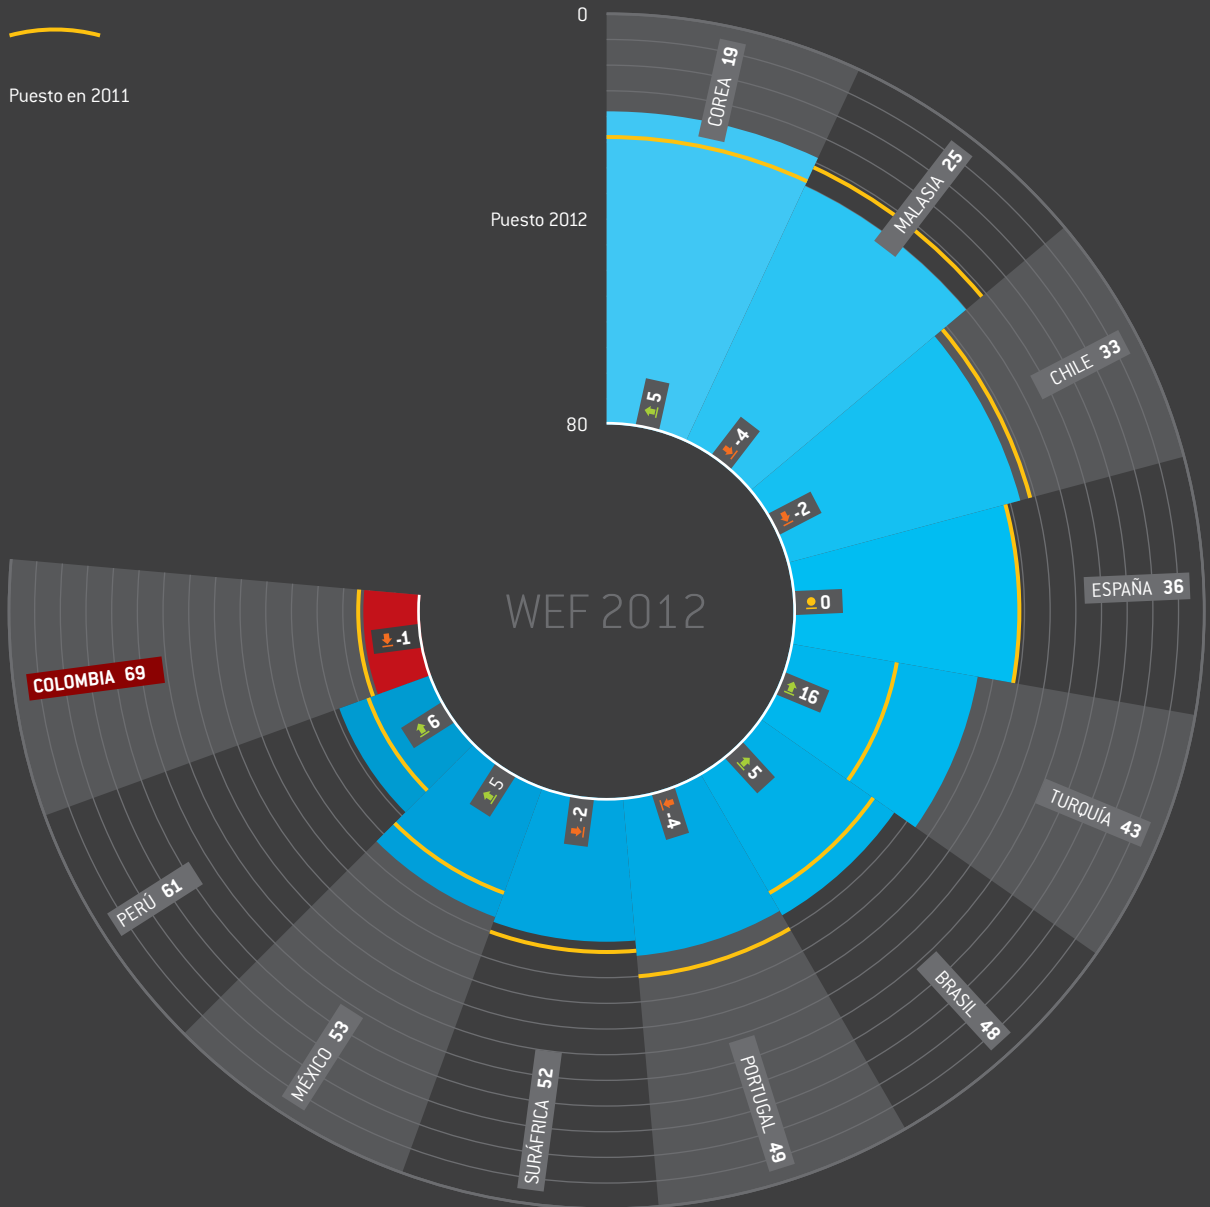 Puesto en 2011
0
Puesto 2012
80
WEF 2012
COREA 19
5
MALASIA 25
-4
CHILE 33
-2
ESPAÑA 36
0
TURQUÍA 43
16
BRASIL 48
5
PORTUGAL 49
-4
SURÁFRICA 52
-2
MÉXICO 53
5
PERÚ 61
6
COLOMBIA 69
-1